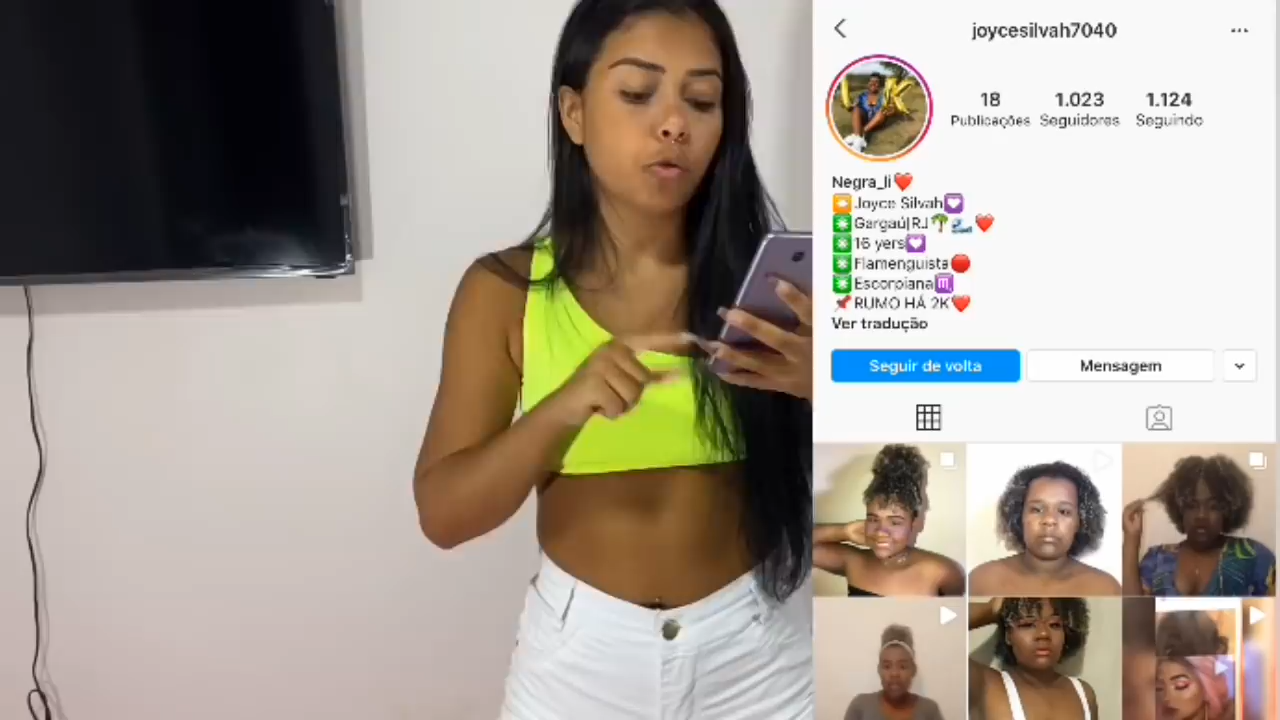 joycesilvah7040
18 1.023 1.124
Publicações Seguidores Seguindo
Negra_li❤️
Joyce Silvah💟
✳️Gargaú|RJ🌴🌊❤️
✳️16 yers💟
✳️Flamenguista🔴
✳️Escorpiana♏
📌RUMO HÁ 2K❤️
Ver tradução
Seguir de volta Mensagem